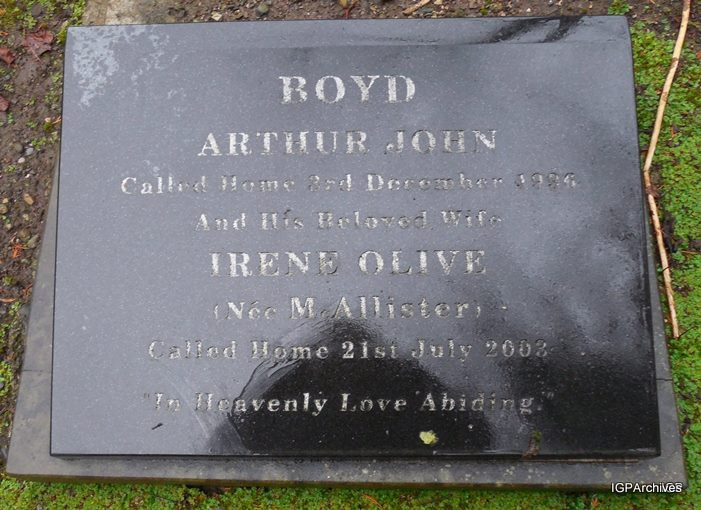 BOYD
ARTHUR JOHN
Called Home 3rd December 1996
And His Beloved Wife
IRENE OLIVE
(Née McAllister)
Called Home 21st July 2003
"In Heavenly Love Abiding."
IGPArchives